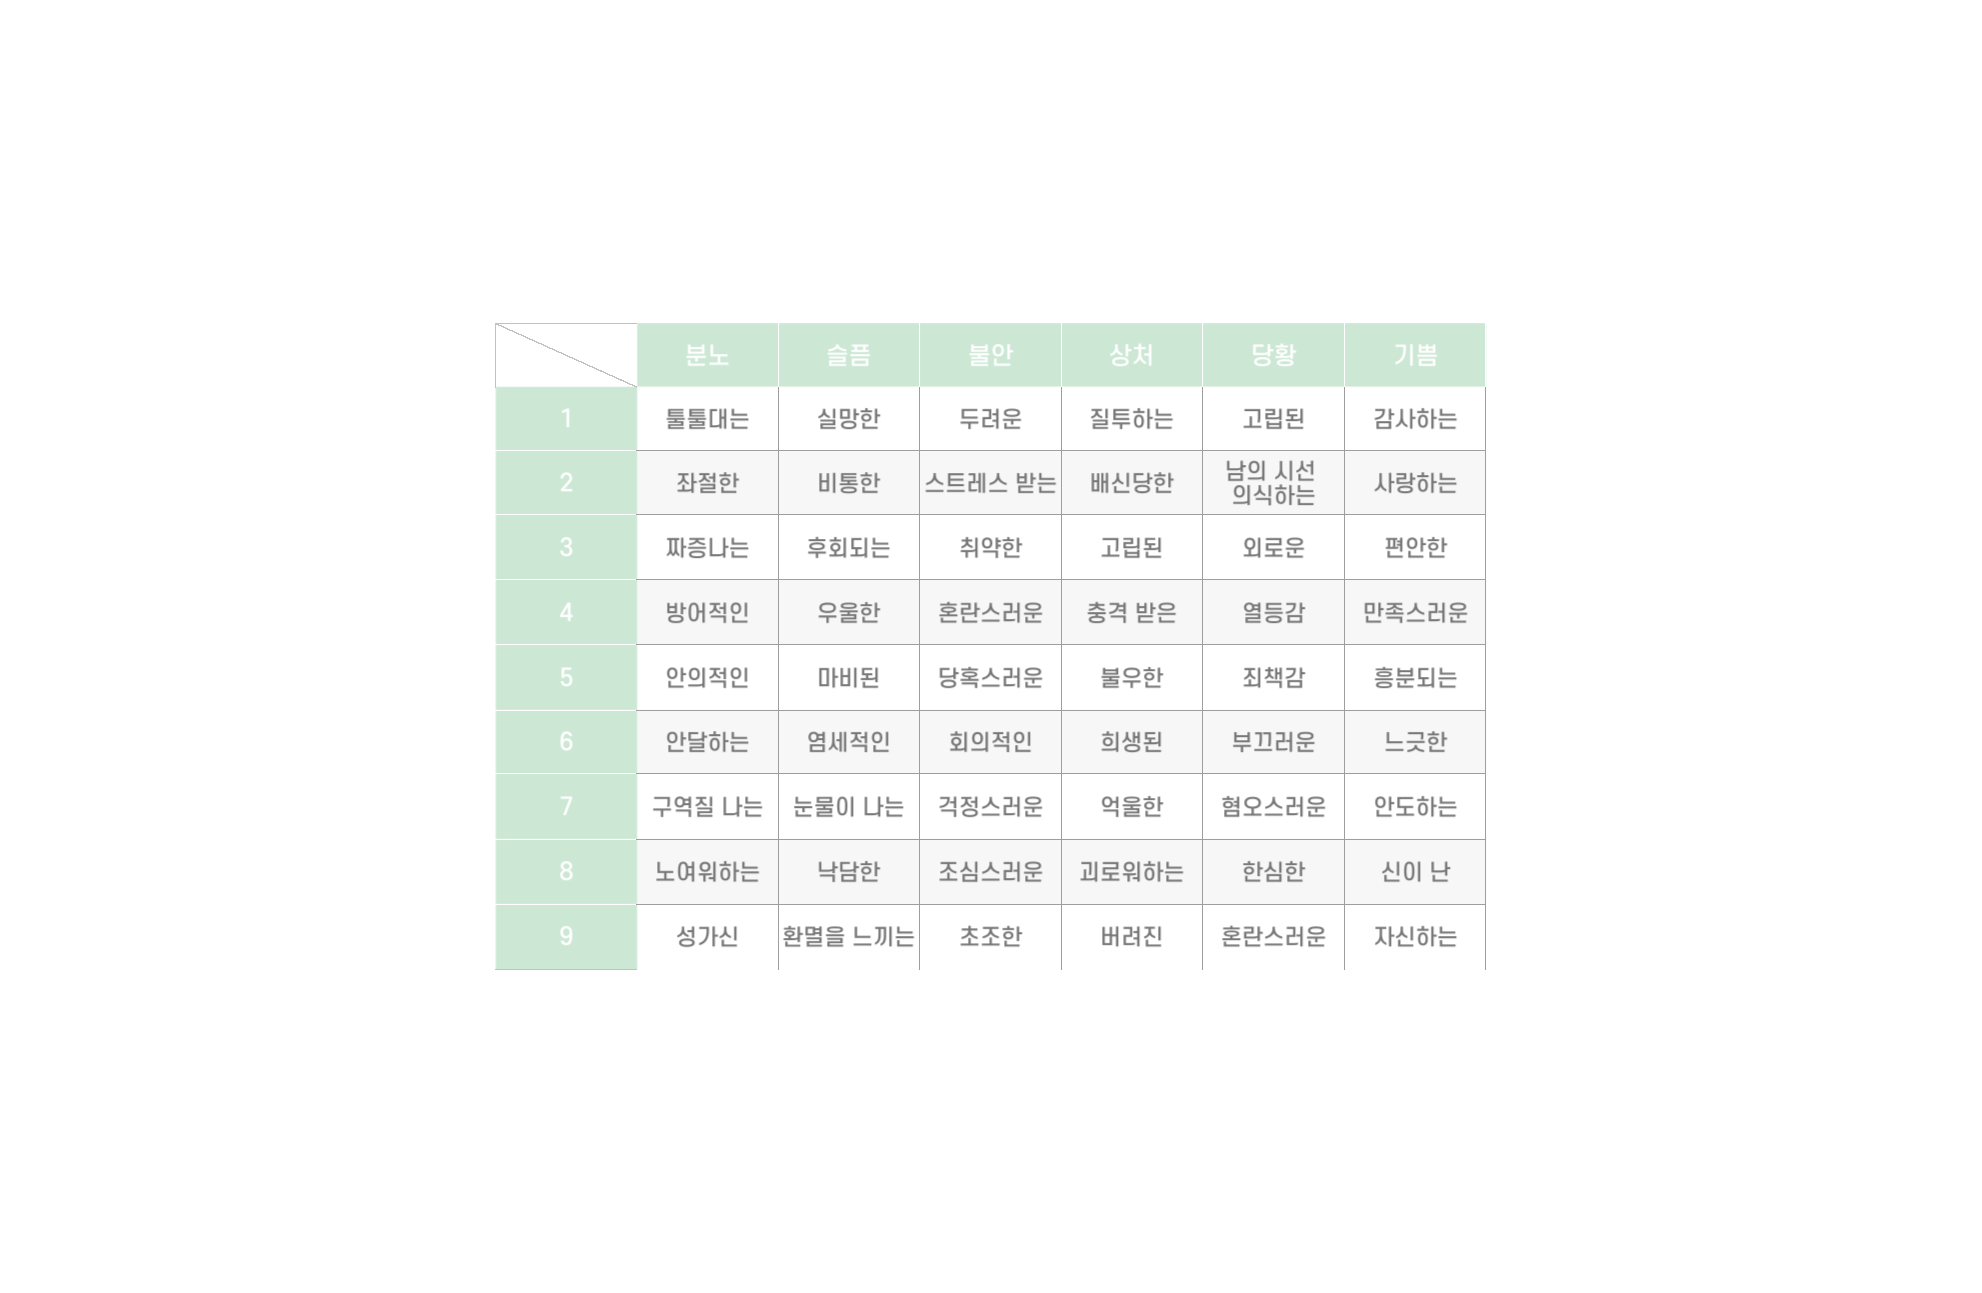 분노 슬픔 불안 상처 당황 기쁨
1 툴툴대는 실망한 두려운 질투하는 고립된 감사하는
2 좌절한 비통한 스트레스 받는 배신당한 남의 시선
의식하는 사랑하는
3 짜증나는 후회되는 취약한 고립된 외로운 편안한
4 방어적인 우울한 혼란스러운 충격 받은 열등감 만족스러운
5 안의적인 마비된 당혹스러운 불우한 죄책감 흥분되는
6 안달하는 염세적인 회의적인 희생된 부끄러운 느긋한
7 구역질 나는 눈물이 나는 걱정스러운 억울한 혐오스러운 안도하는
8 노여워하는 낙담한 조심스러운 괴로워하는 한심한 신이 난
9 성가신 환멸을 느끼는 초조한 버려진 혼란스러운 자신하는